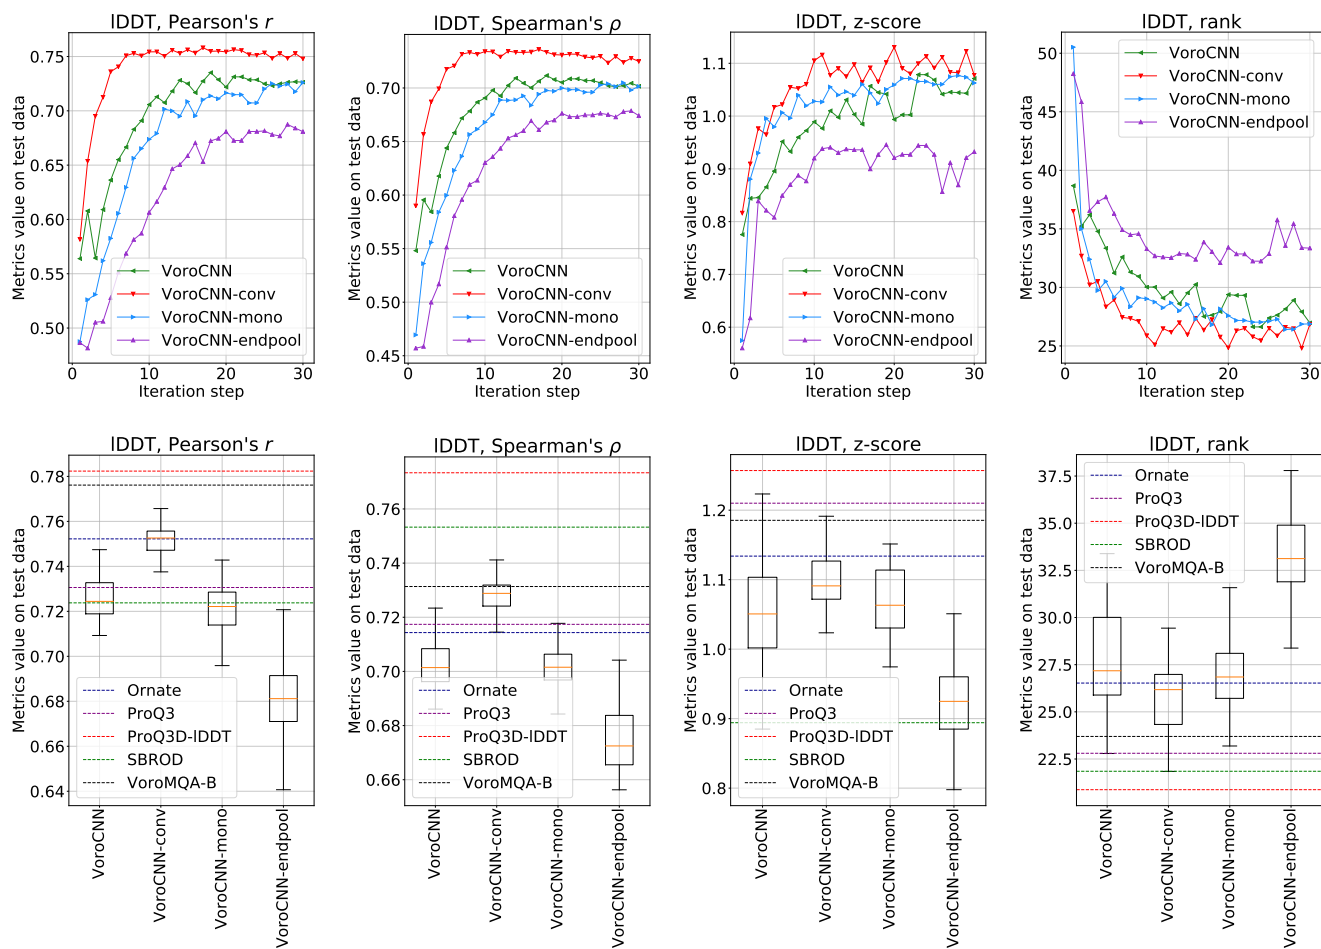 lDDT, Pearson's r
Metrics value on test data
0.75
0.70
0.65
0.60
0.55
0.50
VoroCNN
VoroCNN-conv
VoroCNN-mono
VoroCNN-endpool
0
10
20
30
Iteration step
lDDT, Spearman's ρ
Metrics value on test data
0.70
0.65
0.60
0.55
0.50
0.45
VoroCNN
VoroCNN-conv
VoroCNN-mono
VoroCNN-endpool
0
10
20
30
Iteration step
lDDT, z-score
Metrics value on test data
1.1
1.0
0.9
0.8
0.7
0.6
VoroCNN
VoroCNN-conv
VoroCNN-mono
VoroCNN-endpool
0
10
20
30
Iteration step
lDDT, rank
Metrics value on test data
50
45
40
35
30
25
VoroCNN
VoroCNN-conv
VoroCNN-mono
VoroCNN-endpool
0
10
20
30
Iteration step
lDDT, Pearson's r
Metrics value on test data
0.78
0.76
0.74
0.72
0.70
0.68
0.66
0.64
Ornate
ProQ3
ProQ3D-lDDT
SBROD
VoroMQA-B
VoroCNN
VoroCNN-conv
VoroCNN-mono
VoroCNN-endpool
lDDT, Spearman's ρ
Metrics value on test data
0.76
0.74
0.72
0.70
0.68
0.66
Ornate
ProQ3
ProQ3D-lDDT
SBROD
VoroMQA-B
VoroCNN
VoroCNN-conv
VoroCNN-mono
VoroCNN-endpool
lDDT, z-score
Metrics value on test data
1.2
1.1
1.0
0.9
0.8
Ornate
ProQ3
ProQ3D-lDDT
SBROD
VoroMQA-B
VoroCNN
VoroCNN-conv
VoroCNN-mono
VoroCNN-endpool
lDDT, rank
Metrics value on test data
37.5
35.0
32.5
30.0
27.5
25.0
22.5
Ornate
ProQ3
ProQ3D-lDDT
SBROD
VoroMQA-B
VoroCNN
VoroCNN-conv
VoroCNN-mono
VoroCNN-endpool